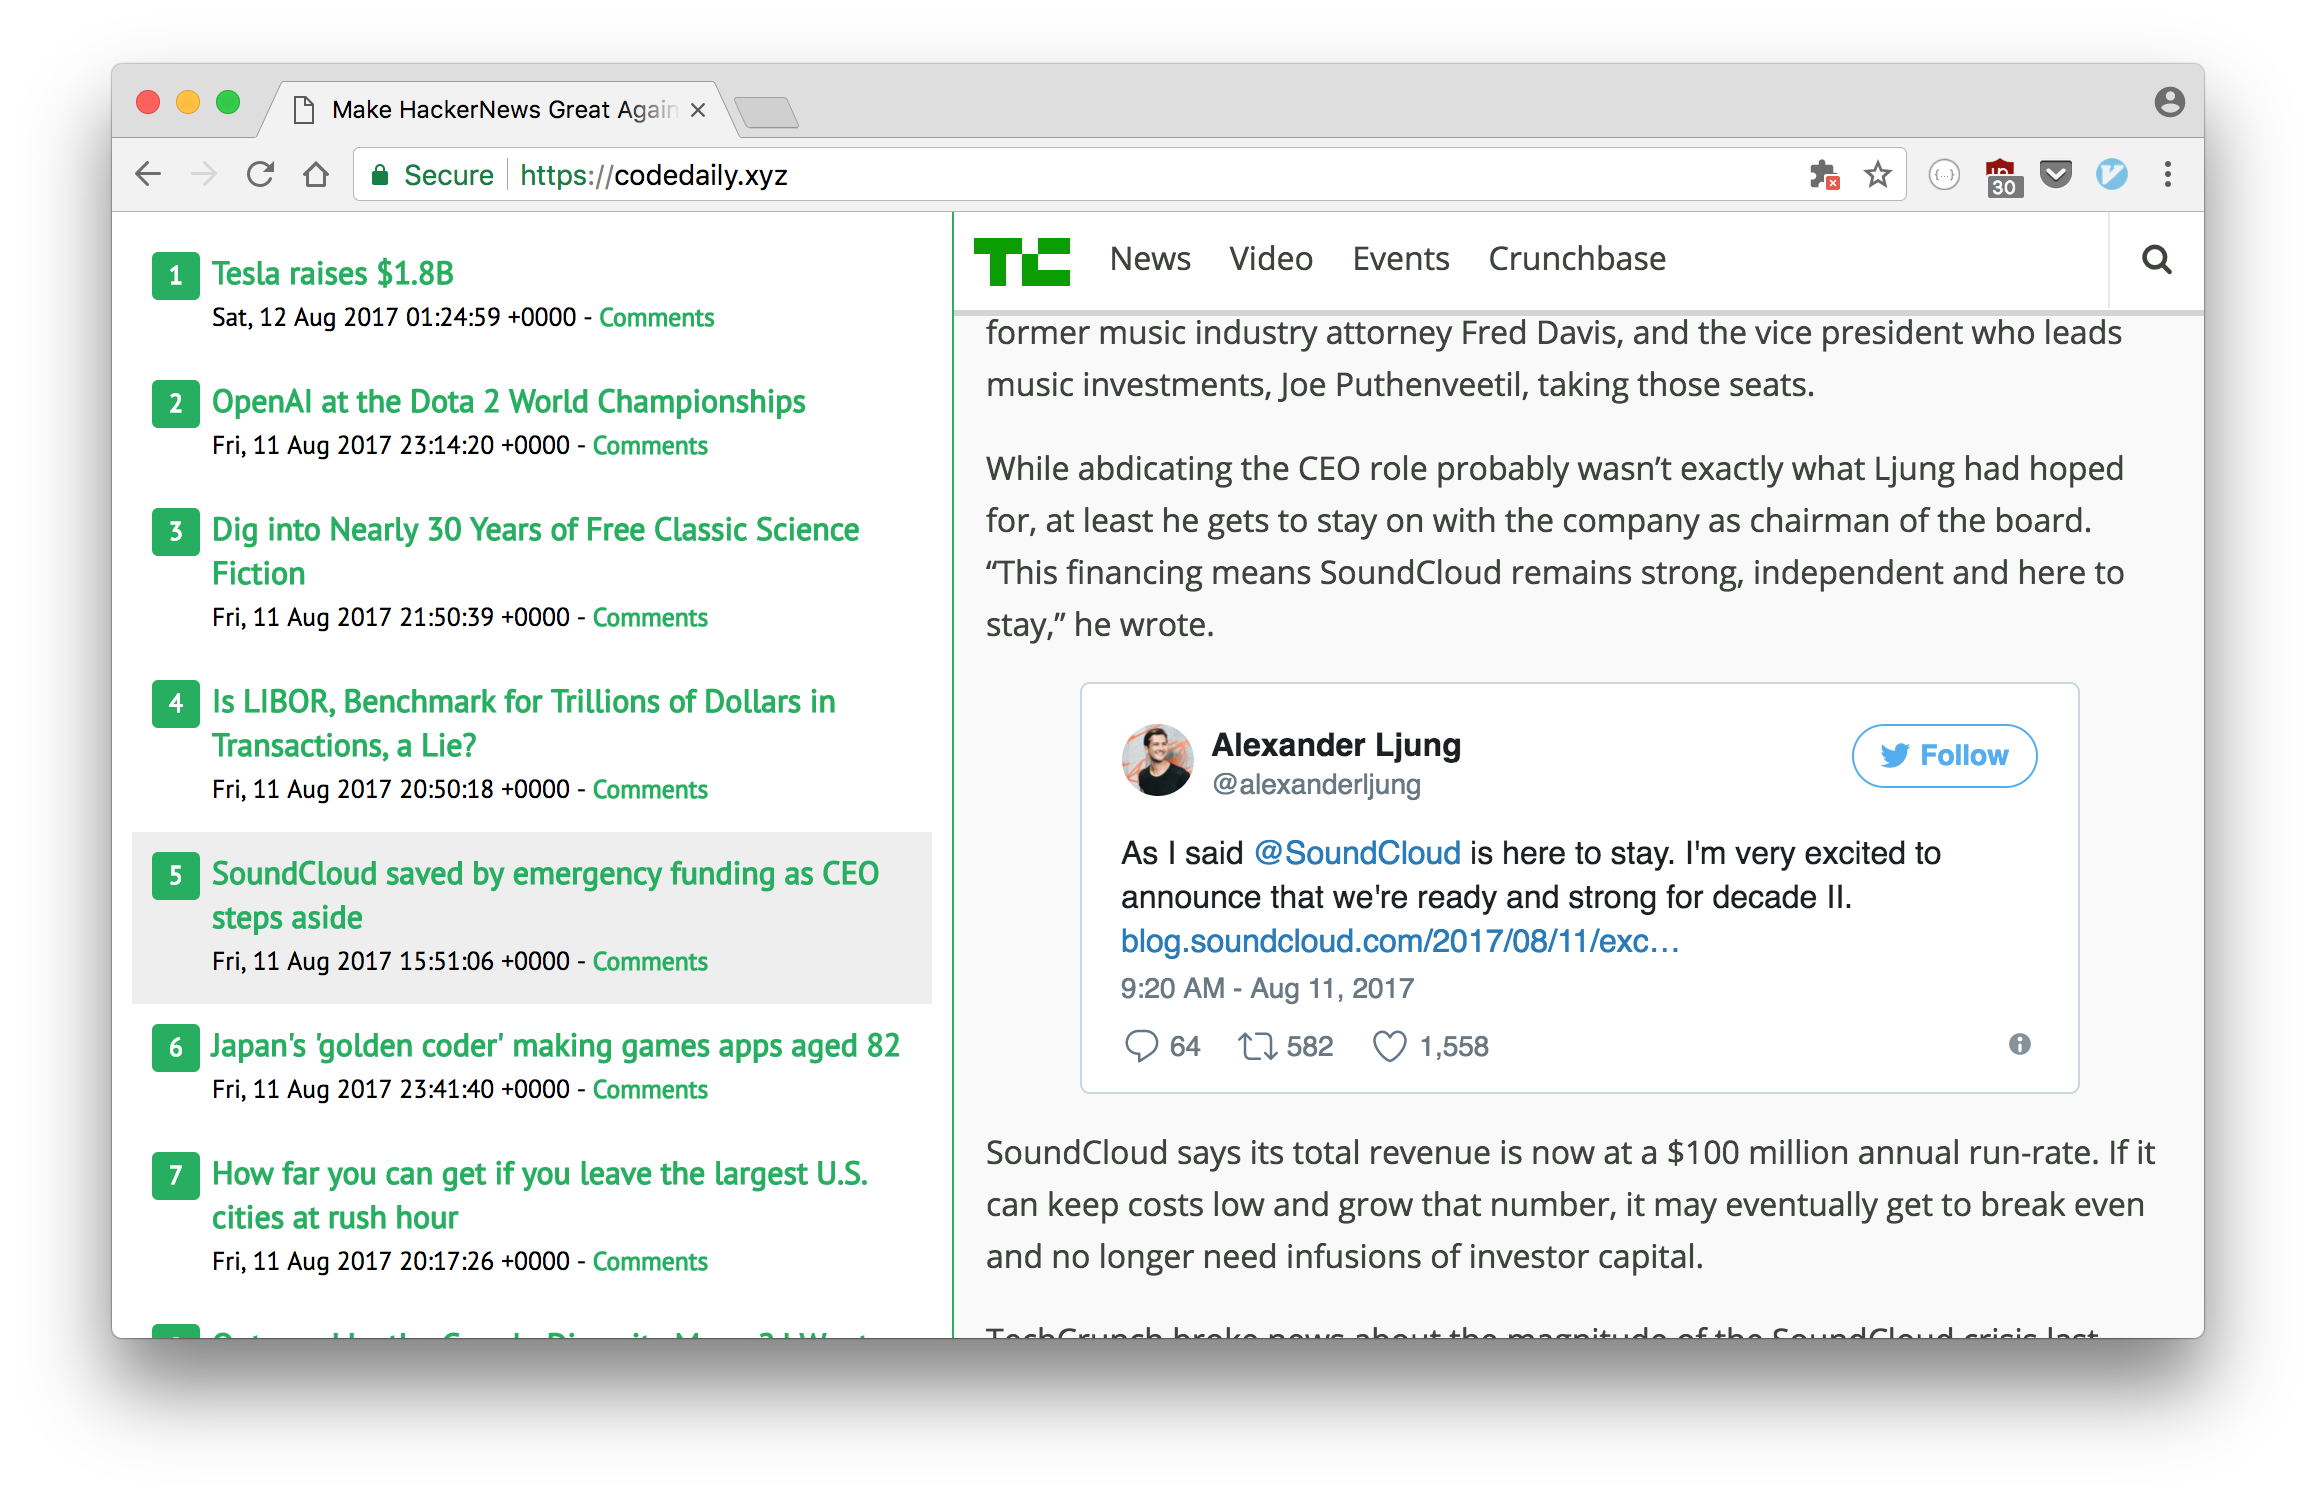 Make HackerNews Great Again
Secure https://codedaily.xyz
30
1 Tesla raises $1.8B
Sat, 12 Aug 2017 01:24:59 +0000 - Comments
2 OpenAI at the Dota 2 World Championships
Fri, 11 Aug 2017 23:14:20 +0000 - Comments
3 Dig into Nearly 30 Years of Free Classic Science
Fiction
Fri, 11 Aug 2017 21:50:39 +0000 - Comments
4 Is LIBOR, Benchmark for Trillions of Dollars in
Transactions, a Lie?
Fri, 11 Aug 2017 20:50:18 +0000 - Comments
5 SoundCloud saved by emergency funding as CEO
steps aside
Fri, 11 Aug 2017 15:51:06 +0000 - Comments
6 Japan's 'golden coder' making games apps aged 82
Fri, 11 Aug 2017 23:41:40 +0000 - Comments
7 How far you can get if you leave the largest U.S.
cities at rush hour
Fri, 11 Aug 2017 20:17:26 +0000 - Comments
TC News Video Events Crunchbase
former music industry attorney Fred Davis, and the vice president who leads
music investments, Joe Puthenveetil, taking those seats.
While abdicating the CEO role probably wasn’t exactly what Ljung had hoped
for, at least he gets to stay on with the company as chairman of the board.
“This financing means SoundCloud remains strong, independent and here to
stay,” he wrote.
Alexander Ljung
@alexanderljung
Follow
As I said @SoundCloud is here to stay. I'm very excited to
announce that we're ready and strong for decade II.
blog.soundcloud.com/2017/08/11/exc…
9:20 AM - Aug 11, 2017
64 582 1,558
SoundCloud says its total revenue is now at a $100 million annual run-rate. If it
can keep costs low and grow that number, it may eventually get to break even
and no longer need infusions of investor capital.
TechCrunch broke news about the magnitude of the SoundCloud crisis last